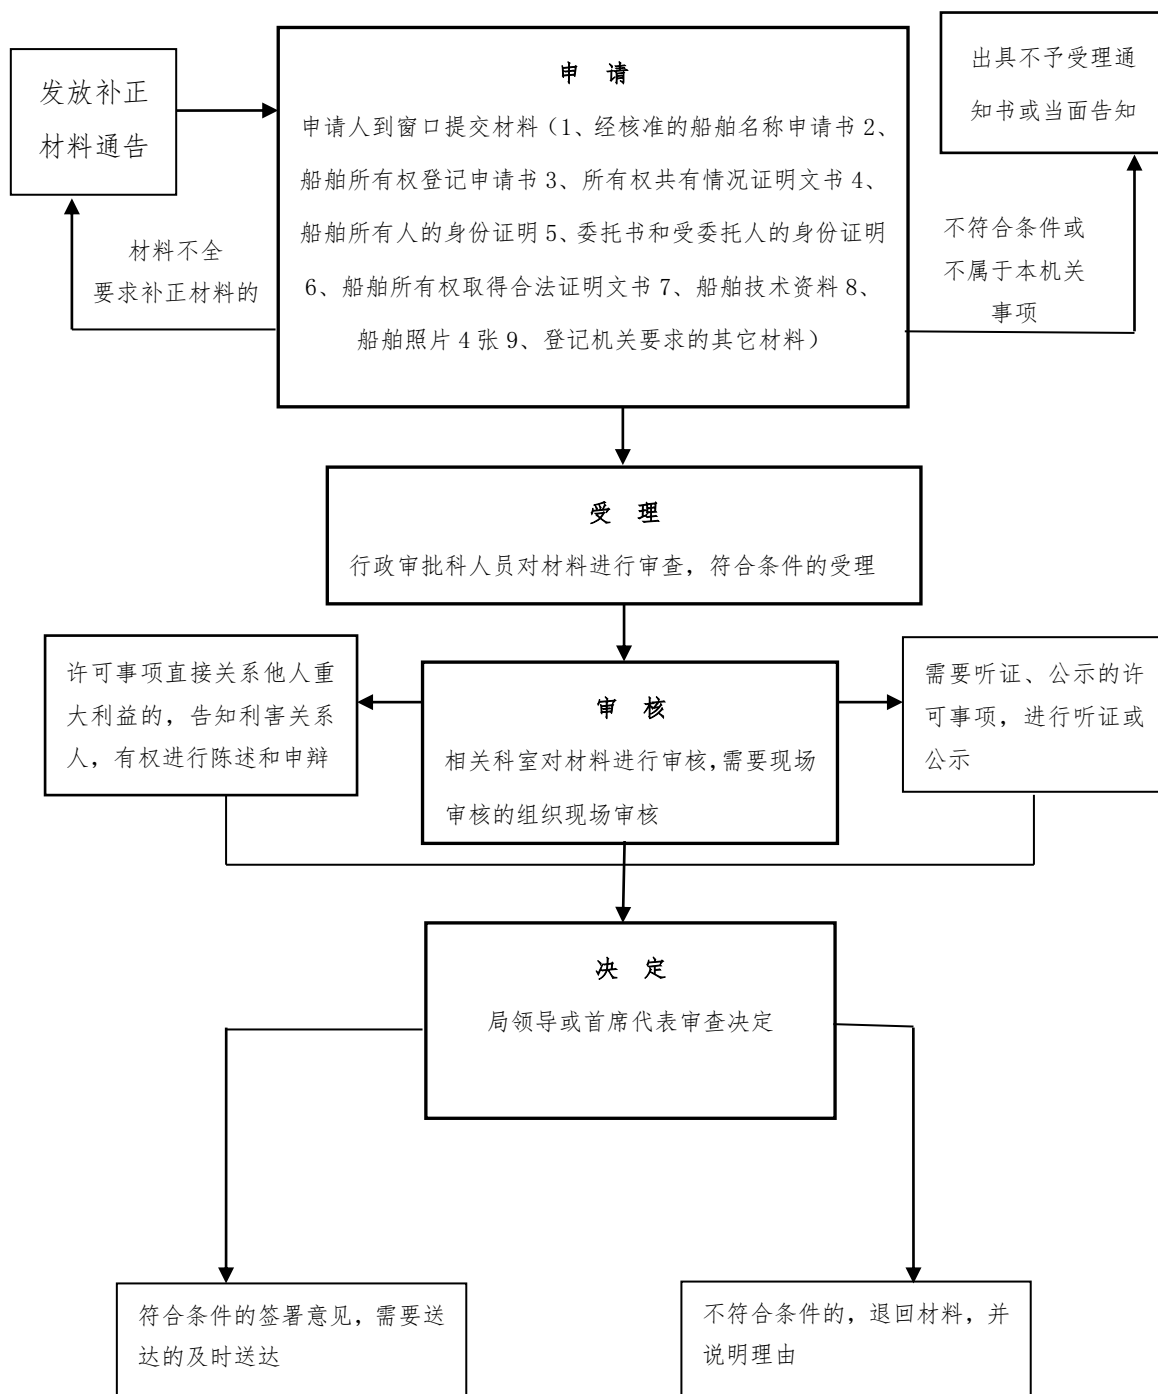 发放补正
材料通告
申 请
申请人到窗口提交材料（1、经核准的船舶名称申请书 2、
船舶所有权登记申请书 3、所有权共有情况证明文书 4、
船舶所有人的身份证明 5、委托书和受委托人的身份证明
6、船舶所有权取得合法证明文书 7、船舶技术资料 8、
船舶照片 4 张 9、登记机关要求的其它材料）
出具不予受理通
知书或当面告知
材料不全
要求补正材料的
不符合条件或
不属于本机关
事项
受 理
行政审批科人员对材料进行审查，符合条件的受理
许可事项直接关系他人重
大利益的，告知利害关系
人，有权进行陈述和申辩
审 核
相关科室对材料进行审核，需要现场
审核的组织现场审核
需要听证、公示的许
可事项，进行听证或
公示
决 定
局领导或首席代表审查决定
符合条件的签署意见，需要送
达的及时送达
不符合条件的，退回材料，并
说明理由